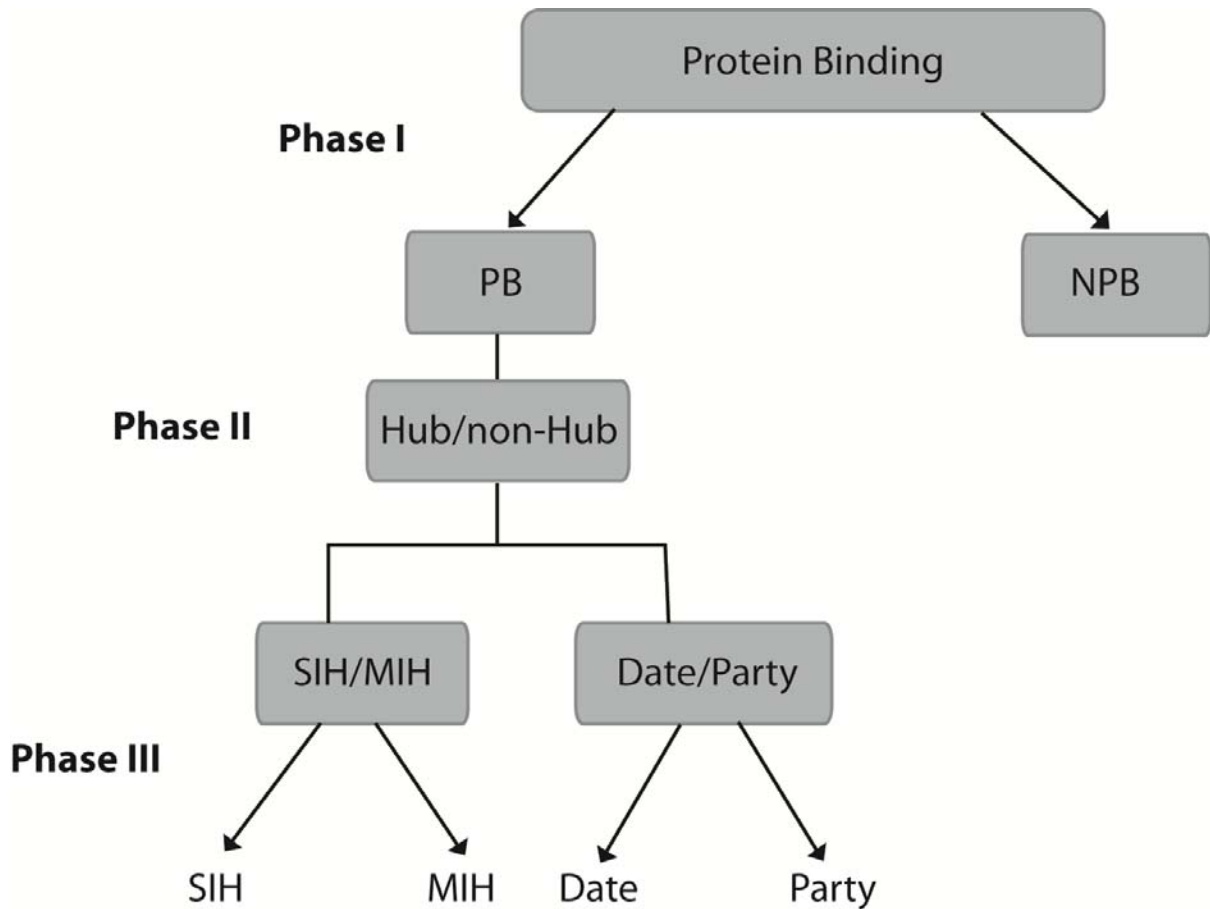 Protein Binding
Phase I
PB
NPB
Phase II
Hub/non-Hub
SIH/MIH
Date/Party
Phase III
SIH
MIH
Date
Party